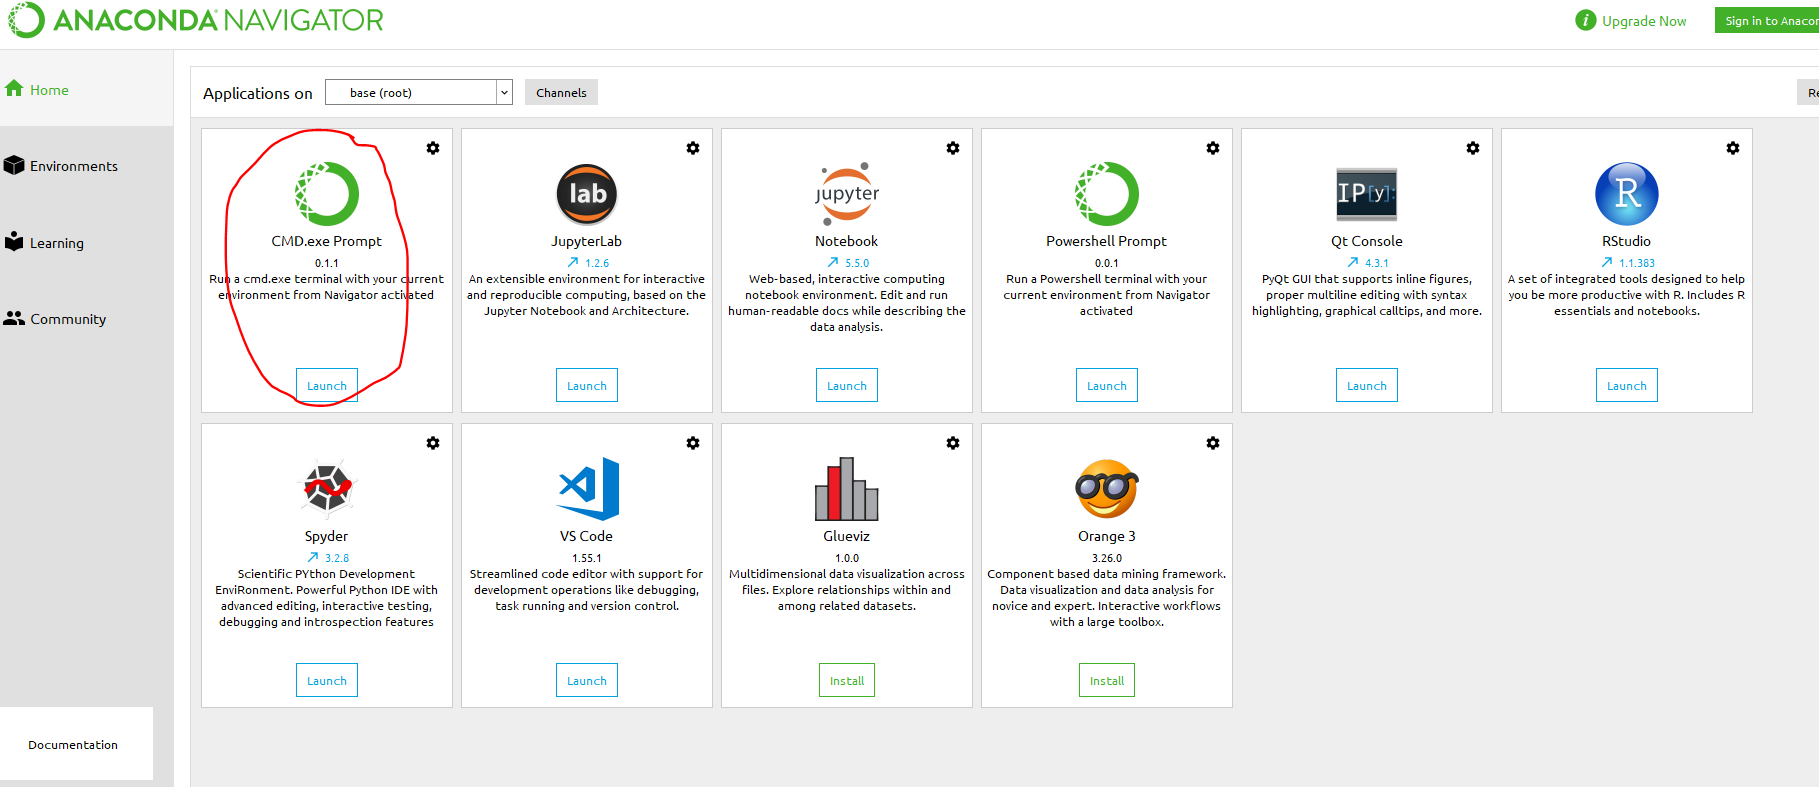 ANACONDA NAVIGATOR
Upgrade Now
Sign in to Anacon
Home
Applications on
base (root)
Channels
Re
Environments
Learning
Community
Documentation
CMD.exe Prompt
0.1.1
Run a cmd.exe terminal with your current
environment from Navigator activated
Launch
lab
JupyterLab
1.2.6
An extensible environment for interactive
and reproducible computing, based on the
Jupyter Notebook and Architecture.
Launch
jupyter
Notebook
5.5.0
Web-based, interactive computing
notebook environment. Edit and run
human-readable docs while describing the
data analysis.
Launch
Powershell Prompt
0.0.1
Run a Powershell terminal with your
current environment from Navigator
activated
Launch
IP[y]:
Qt Console
4.3.1
PyQt GUI that supports inline figures,
proper multiline editing with syntax
highlighting, graphical calltips, and more.
Launch
R
RStudio
1.1.383
A set of integrated tools designed to help
you be more productive with R. Includes R
essentials and notebooks.
Launch
Spyder
3.2.8
Scientific PYthon Development
EnviRonment. Powerful Python IDE with
advanced editing, interactive testing,
debugging and introspection features
Launch
VS Code
1.55.1
Streamlined code editor with support for
development operations like debugging,
task running and version control.
Launch
Glueviz
1.0.0
Multidimensional data visualization across
files. Explore relationships within and
among related datasets.
Install
Orange 3
3.26.0
Component based data mining framework.
Data visualization and data analysis for
novice and expert. Interactive workflows
with a large toolbox.
Install